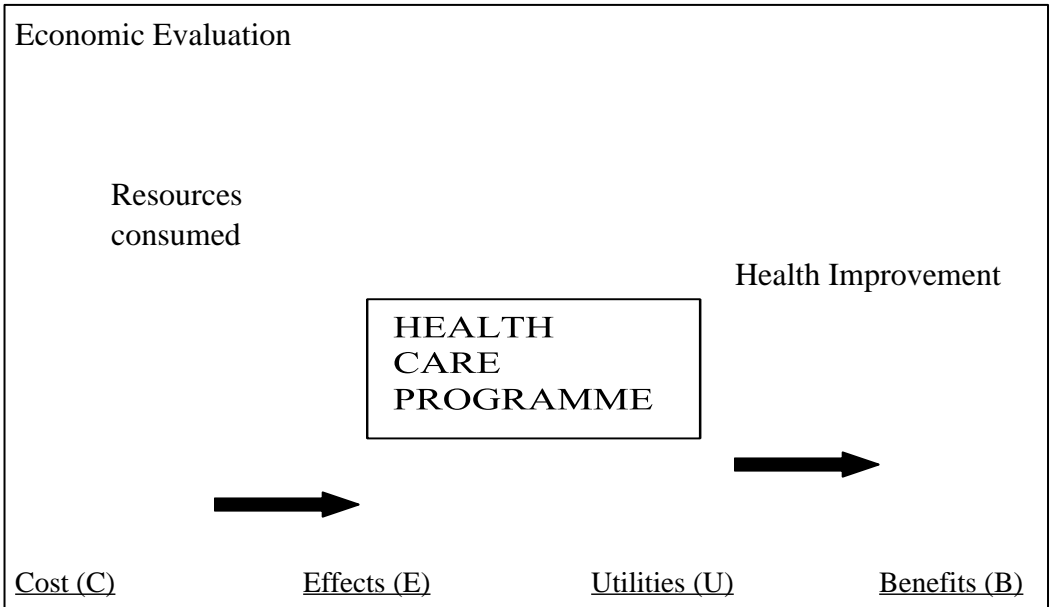 Economic Evaluation
Resources
consumed
Health Improvement
HEALTH
CARE
PROGRAMME
Cost (C) Effects (E) Utilities (U) Benefits (B)